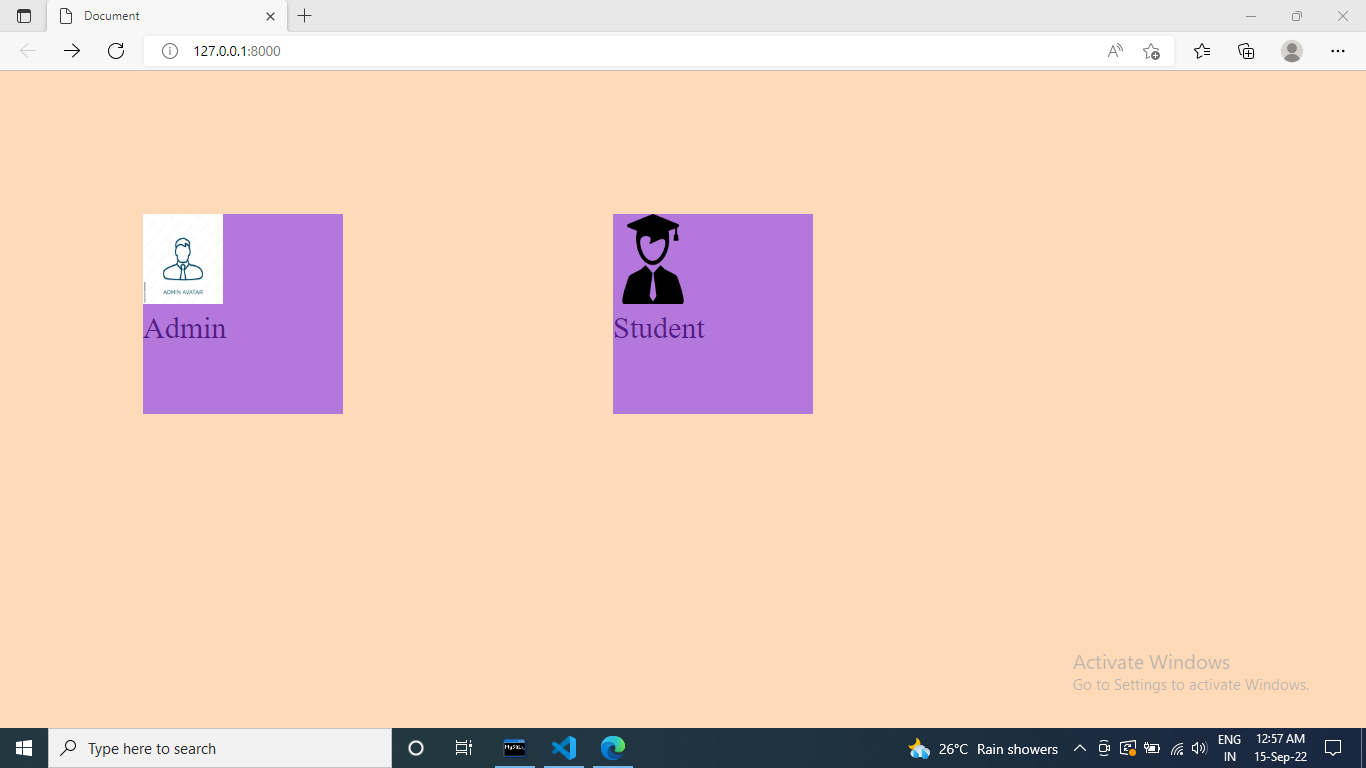 Document
127.0.0.1:8000
ADMIN AVATAR
Admin
Student
Activate Windows
Go to Settings to activate Windows.
Type here to search
MySQL
26°C Rain showers
ENG
IN
12:57 AM
15-Sep-22